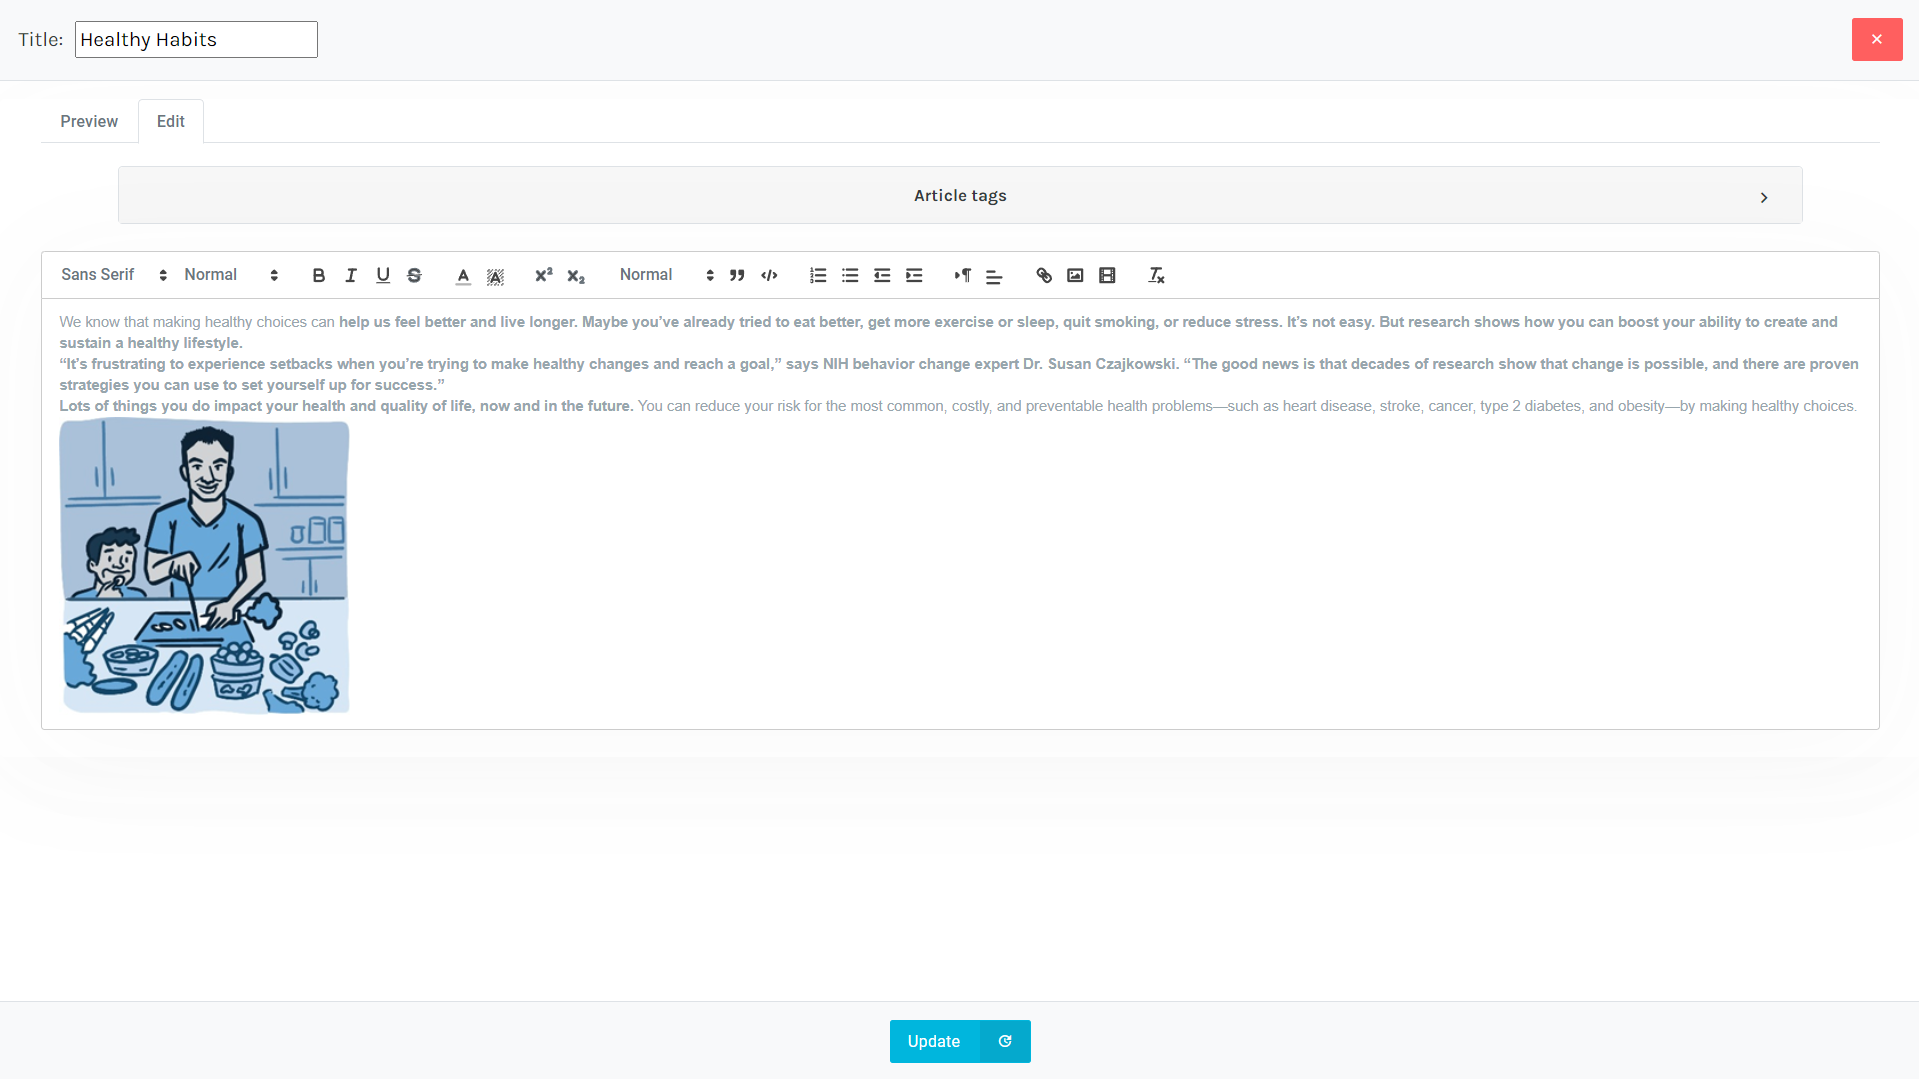 Title: Healthy Habits
Preview
Edit
Article tags
Sans Serif Normal Normal
We know that making healthy choices can help us feel better and live longer. Maybe you’ve already tried to eat better, get more exercise or sleep, quit smoking, or reduce stress. It’s not easy. But research shows how you can boost your ability to create and
sustain a healthy lifestyle.
“It’s frustrating to experience setbacks when you’re trying to make healthy changes and reach a goal,” says NIH behavior change expert Dr. Susan Czajkowski. “The good news is that decades of research show that change is possible, and there are proven
strategies you can use to set yourself up for success.”
Lots of things you do impact your health and quality of life, now and in the future. You can reduce your risk for the most common, costly, and preventable health problems—such as heart disease, stroke, cancer, type 2 diabetes, and obesity—by making healthy choices.
Update